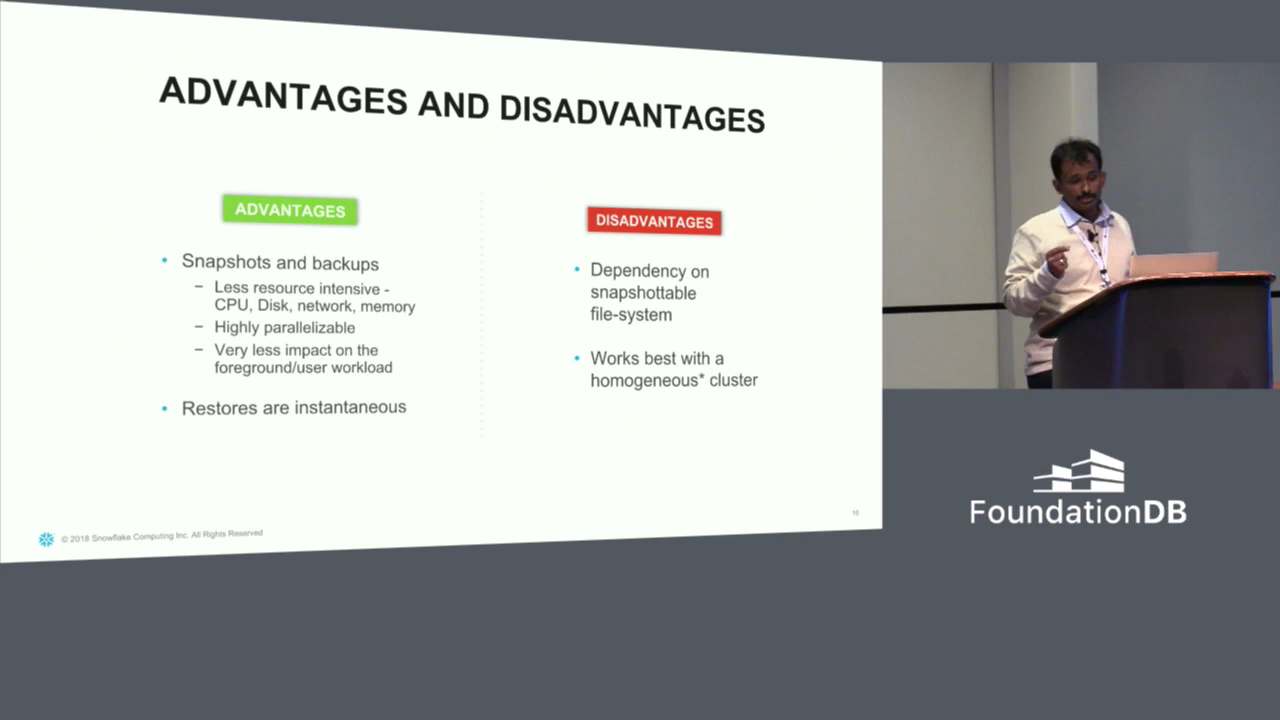 ADVANTAGES AND DISADVANTAGES
ADVANTAGES
• Snapshots and backups
– Less resource intensive -
CPU, Disk, network, memory
– Highly parallelizable
– Very less impact on the
foreground/user workload
• Restores are instantaneous
DISADVANTAGES
• Dependency on
snapshottable
file-system
• Works best with a
homogeneous* cluster
© 2018 Snowflake Computing Inc. All Rights Reserved
16
FoundationDB